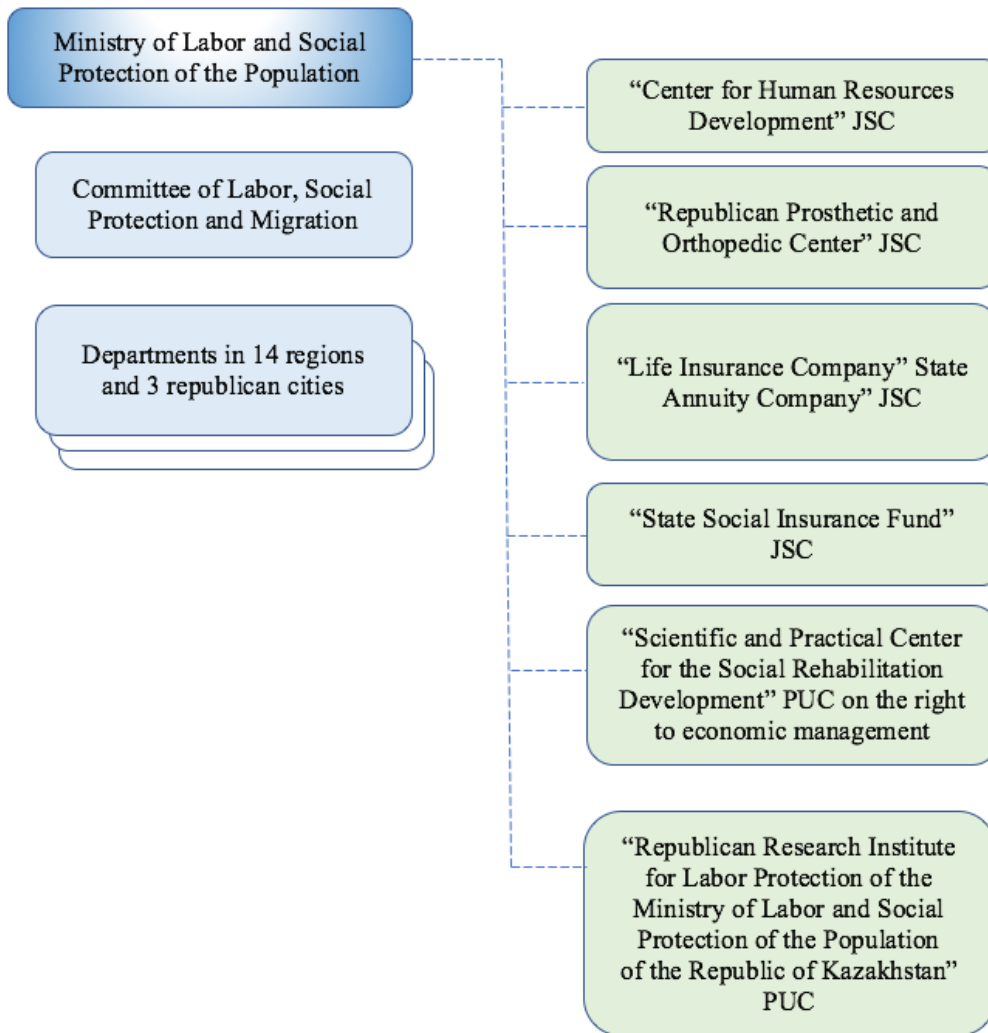 Ministry of Labor and Social
Protection of the Population
Committee of Labor, Social
Protection and Migration
Departments in 14 regions
and 3 republican cities
“Center for Human Resources
Development” JSC
“Republican Prosthetic and
Orthopedic Center” JSC
“Life Insurance Company” State
Annuity Company” JSC
“State Social Insurance Fund”
JSC
“Scientific and Practical Center
for the Social Rehabilitation
Development” PUC on the right
to economic management
“Republican Research Institute
for Labor Protection of the
Ministry of Labor and Social
Protection of the Population
of the Republic of Kazakhstan”
PUC